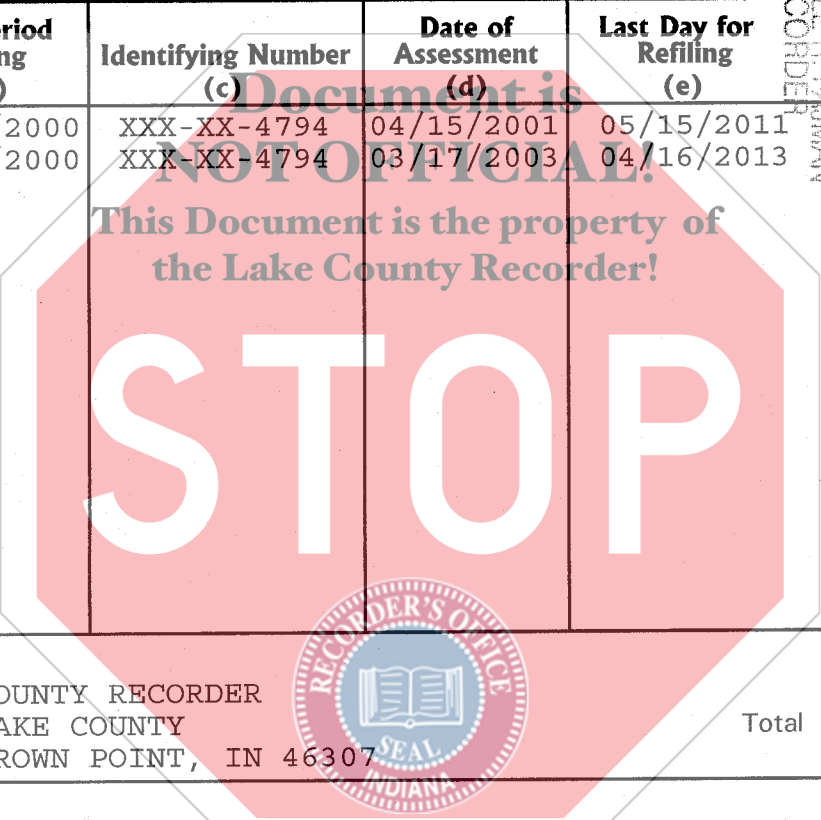 eriod
ng
)
Identifying Number
(c)
Date of
Assessment
(d)
Last Day for
Refiling
(e)
CORDER
/2000 XXX-XX-4794 04/15/2001 05/15/2011
/2000 XXX-XX-4794 03/17/2003 04/16/2013
Document is
NOT OFFICIAL!
This Document is the property of
the Lake County Recorder!
STOP
RECORDER'S OFFICE
SEAL
INDIANA
OUNTY RECORDER
AKE COUNTY
ROWN POINT, IN 46307
Total